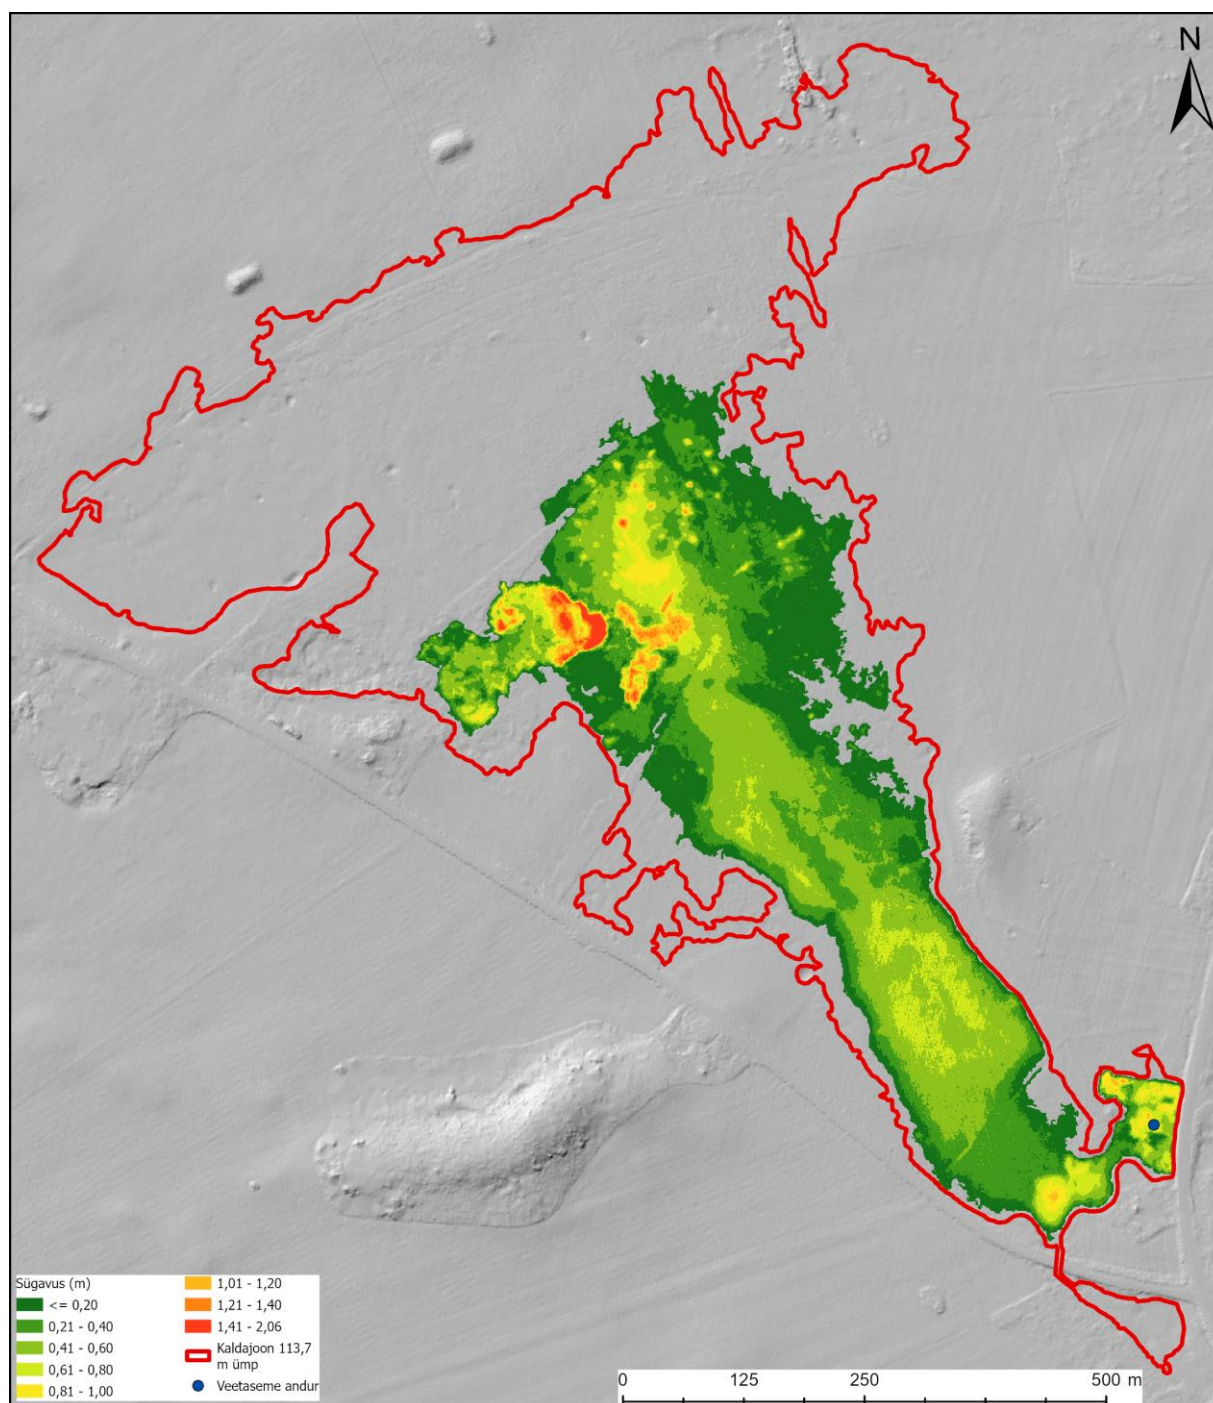 N
Sügavus (m)
<= 0,20
0,21 - 0,40
0,41 - 0,60
0,61 - 0,80
0,81 - 1,00
1,01 - 1,20
1,21 - 1,40
1,41 - 2,06
Kaldajoon 113,7
m ümp
Veetaseme andur
0 125 250 500 m